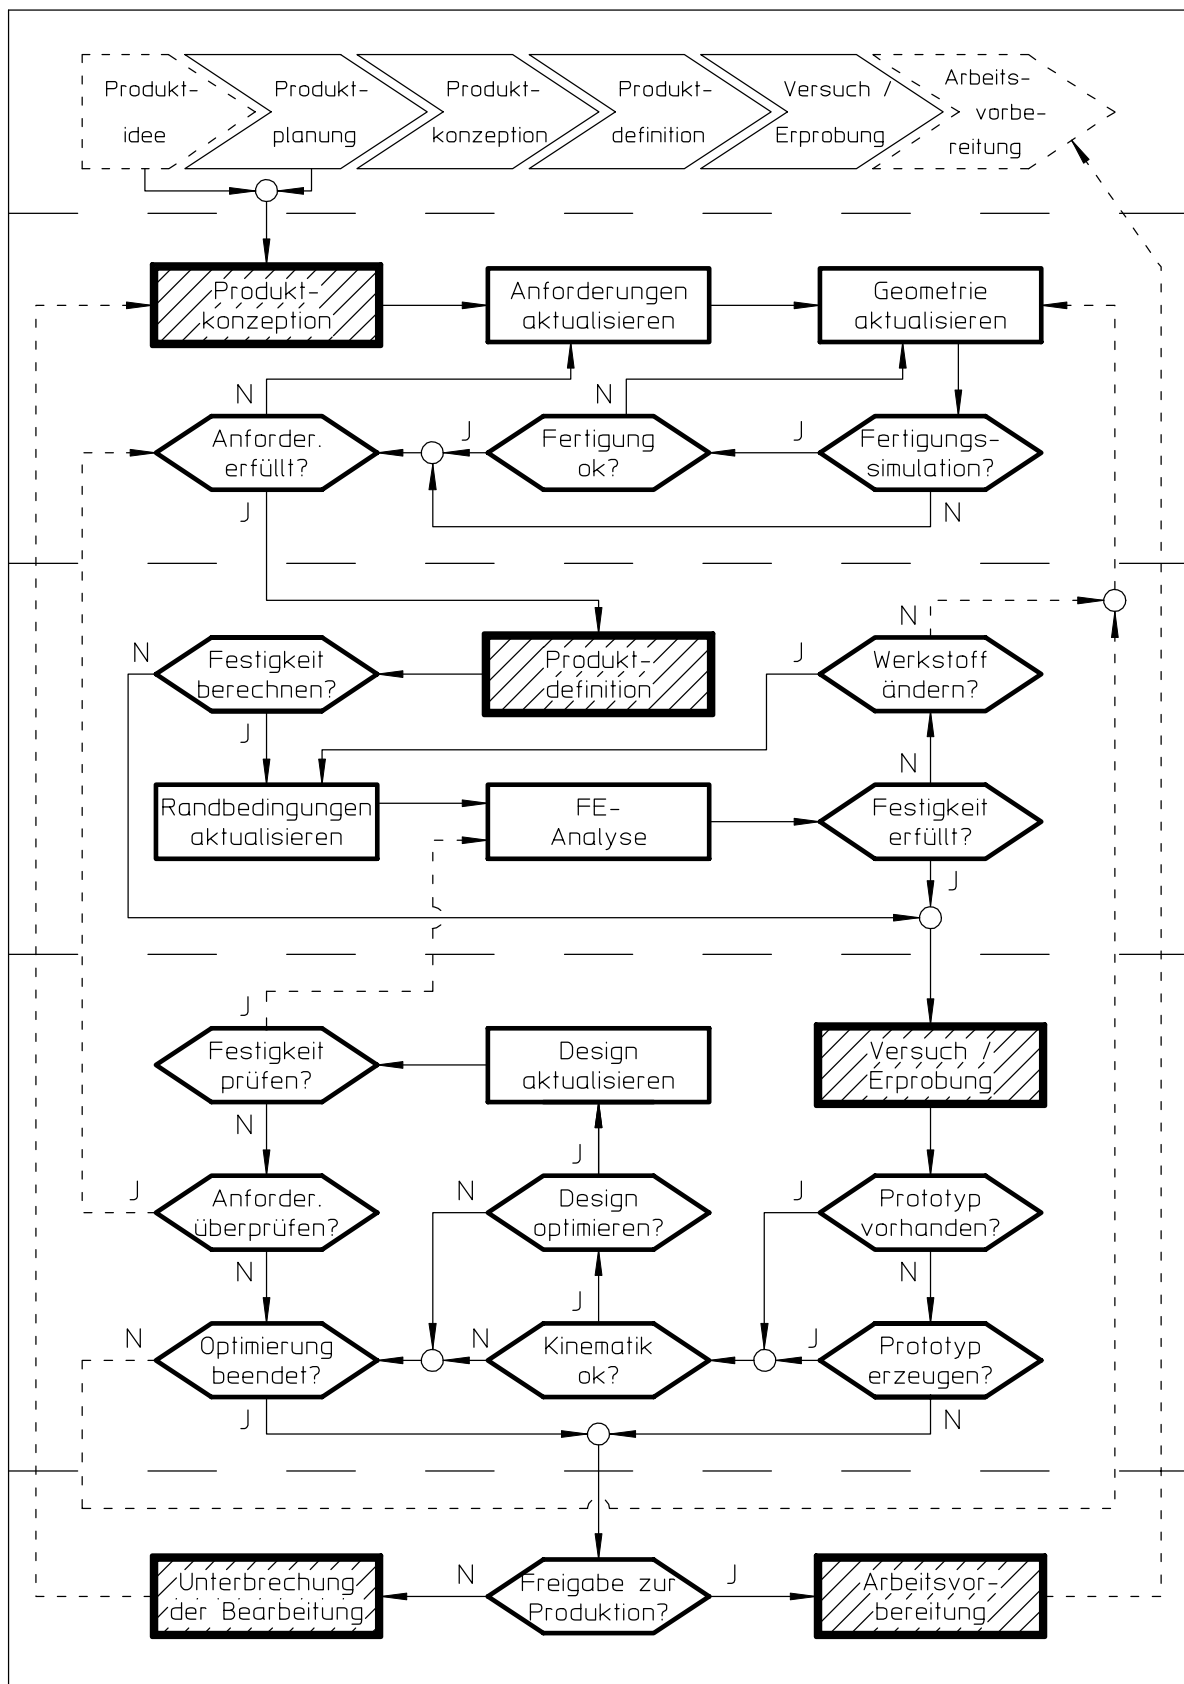 Produkt-
idee
Produkt-
planung
Produkt-
konzeption
Produkt-
definition
Versuch /
Erprobung
Arbeits-
vorbe-
reitung
Produkt-
konzeption
Anforderungen
aktualisieren
Geometrie
aktualisieren
N
N
Anforder.
erfüllt?
J
Fertigung
ok?
J
Fertigungs-
simulation?
J
N
N
N
Festigkeit
berechnen?
Produkt-
definition
J
Werkstoff
ändern?
J
N
Randbedingungen
aktualisieren
FE-
Analyse
Festigkeit
erfüllt?
J
J
Festigkeit
prüfen?
Design
aktualisieren
Versuch /
Erprobung
N
J
J
Anforder.
überprüfen?
N
Design
optimieren?
J
Prototyp
vorhanden?
N
J
N
N
Optimierung
beendet?
N
Kinematik
ok?
J
Prototyp
erzeugen?
J
N
Unterbrechung
der Bearbeitung
N
Freigabe zur
Produktion?
J
Arbeitsvor-
bereitung